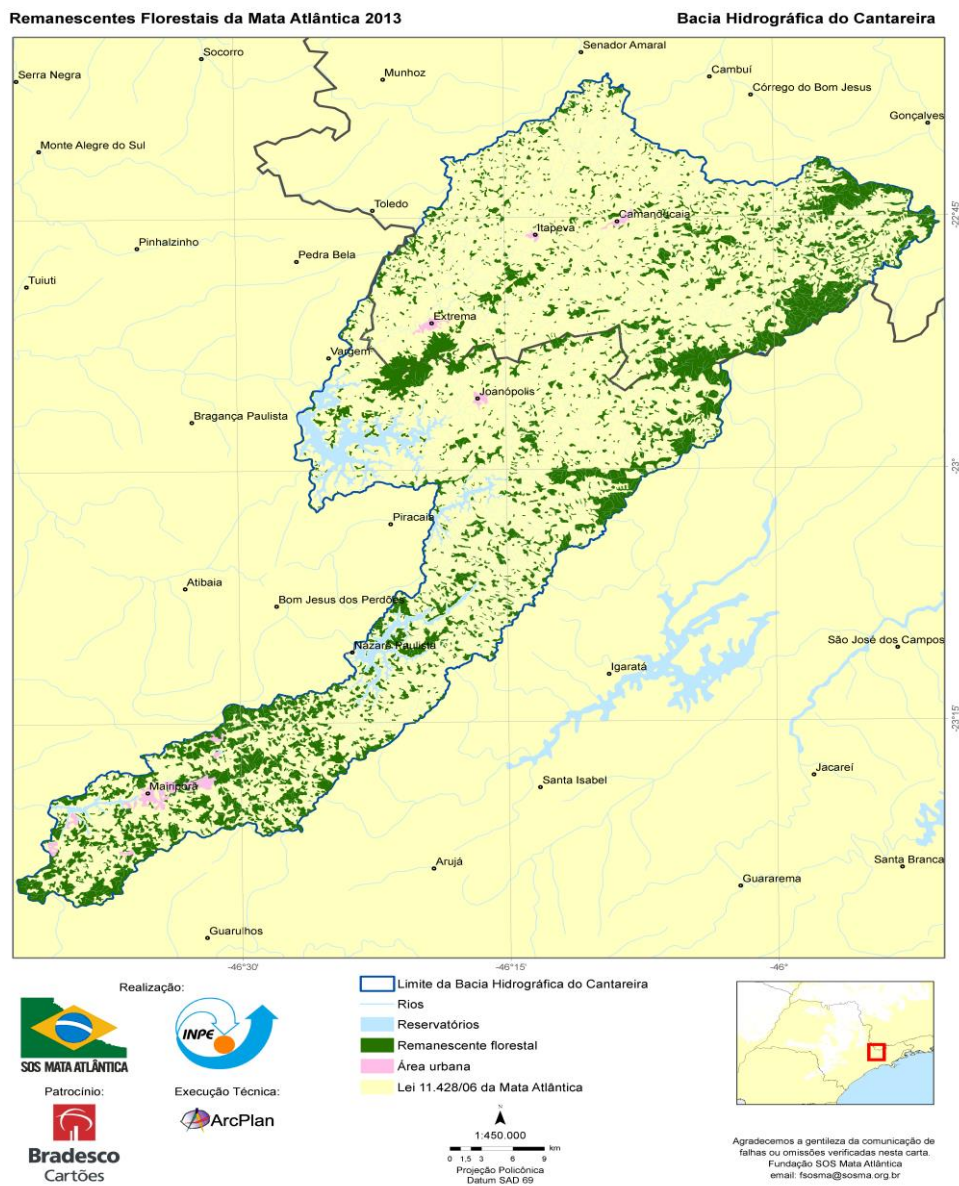 Remanescentes Florestais da Mata Atlântica 2013
Bacia Hidrográfica do Cantareira
Socorro
Senador Amaral
Serra Negra
Munhoz
Cambuí
Córrego do Bom Jesus
Gonçalves
Monte Alegre do Sul
Toledo
Camanducaia
-22°45'
Itapeva
Pinhalzinho
Pedra Bela
Tuiuti
Extrema
Vargem
Joanópolis
Bragança Paulista
-23°
Piracaia
Atibaia
Bom Jesus dos Perdões
Nazaré Paulista
São José dos Campos
Igaratá
-23°15'
Jacareí
Santa Isabel
Mairiporã
Arujá
Santa Branca
Guararema
Guarulhos
-46°30'
-46°15'
-46°
Realização:
SOS MATA ATLÂNTICA
INPE
Patrocínio:
Bradesco
Cartões
Execução Técnica:
ArcPlan
Limite da Bacia Hidrográfica do Cantareira
Rios
Reservatórios
Remanescente florestal
Área urbana
Lei 11.428/06 da Mata Atlântica
N
1:450.000
0 1,5 3 6 9 km
Projeção Policônica
Datum SAD 69
Agradecemos a gentileza da comunicação de
falhas ou omissões verificadas nesta carta.
Fundação SOS Mata Atlântica
email: fsosma@sosma.org.br